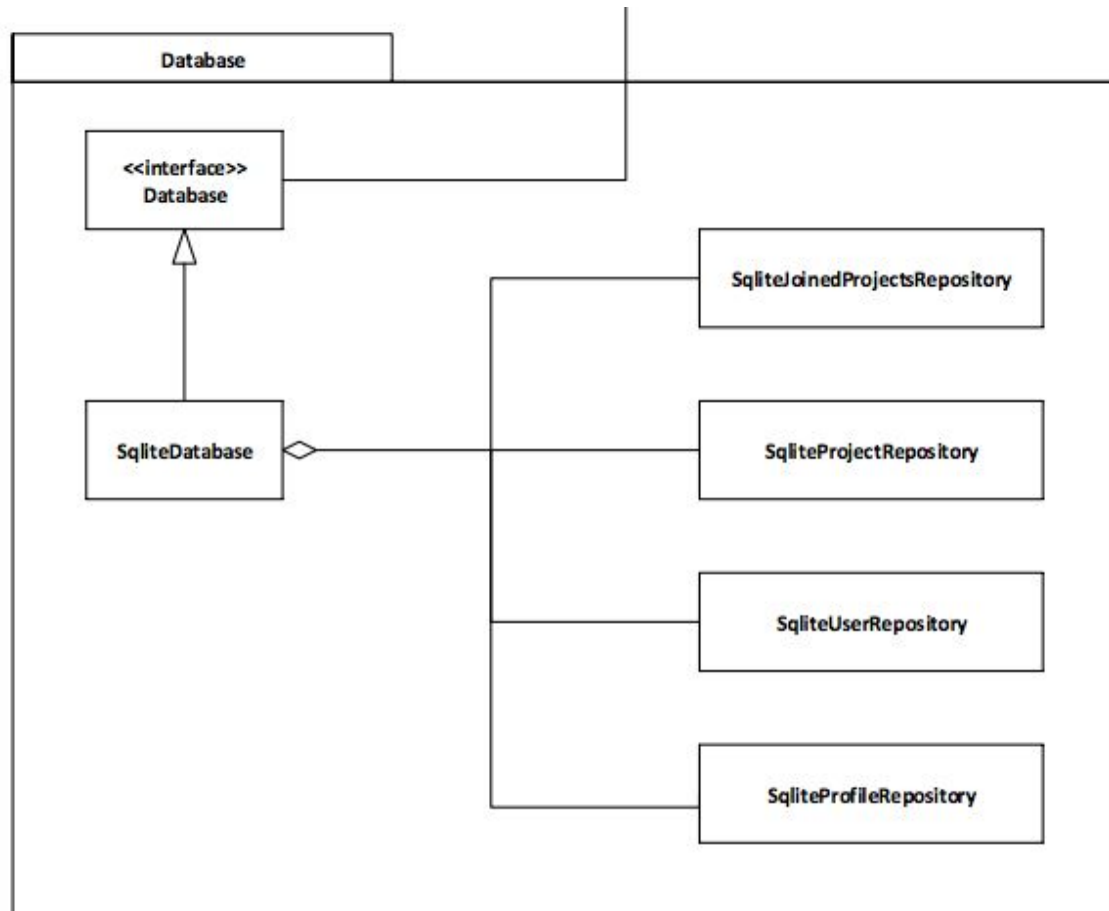 Database
<<interface>>
Database
SqliteJoinedProjectsRepository
SqliteDatabase
SqliteProjectRepository
SqliteUserRepository
SqliteProfileRepository